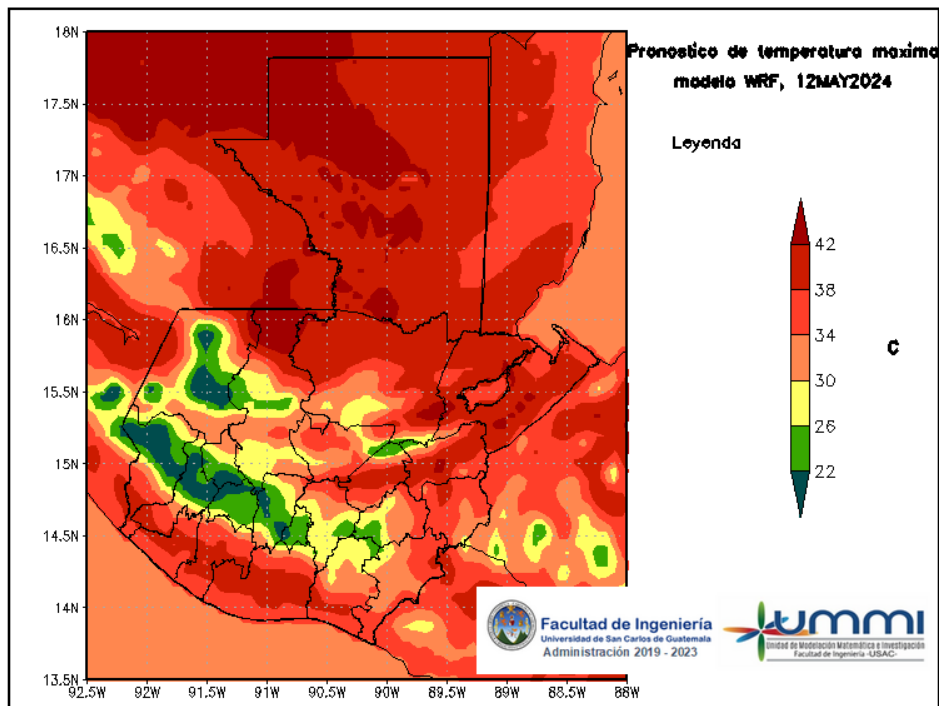 Pronostico de temperatura maxima
modelo WRF, 12MAY2024
Leyenda
42
38
34
30
26
22
C
18N
17.5N
17N
16.5N
16N
15.5N
15N
14.5N
14N
13.5N
92.5W
92W
91.5W
91W
90.5W
90W
89.5W
89W
88.5W
88W
Facultad de Ingeniería
Universidad de San Carlos de Guatemala
Administración 2019 - 2023
UMMI
Unidad de Modelación Matemática e Investigación
Facultad de Ingeniería -USAC-